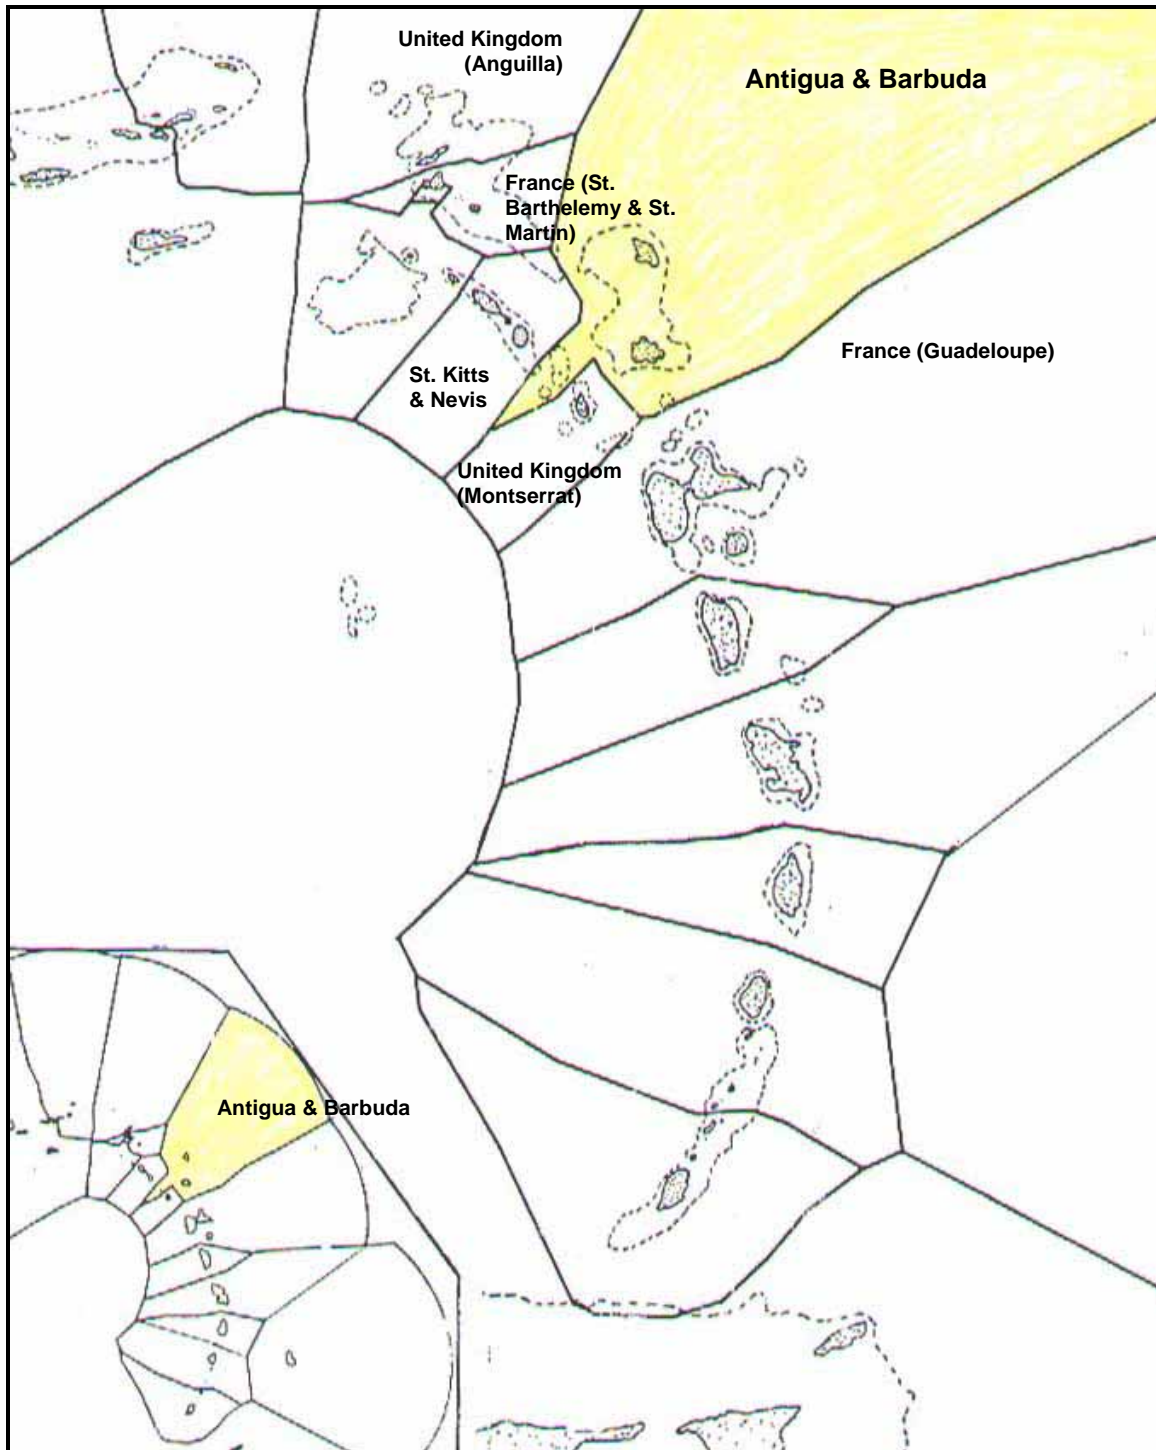 United Kingdom
(Anguilla)
Antigua & Barbuda
France (St.
Barthelemy & St.
Martin)
France (Guadeloupe)
St. Kitts
& Nevis
United Kingdom
(Montserrat)
Antigua & Barbuda